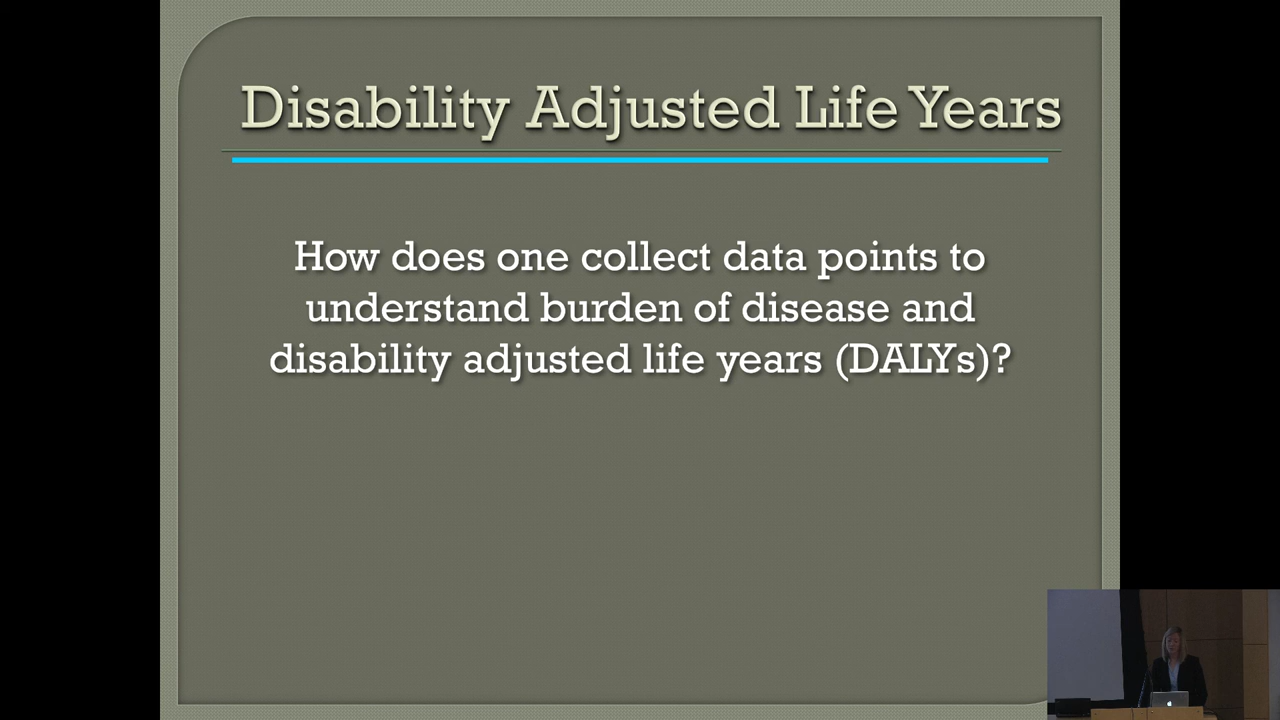 Disability Adjusted Life Years
How does one collect data points to
understand burden of disease and
disability adjusted life years (DALYs)?